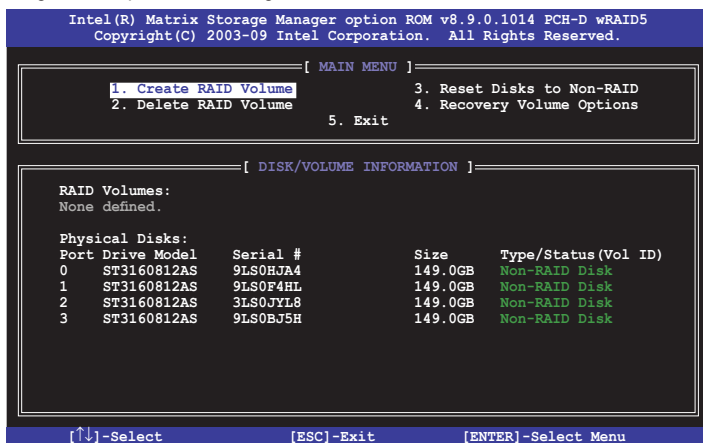 Intel(R) Matrix Storage Manager option ROM v8.9.0.1014 PCH-D wRAID5
Copyright(C) 2003-09 Intel Corporation. All Rights Reserved.
[ MAIN MENU ]
1. Create RAID Volume 3. Reset Disks to Non-RAID
2. Delete RAID Volume 4. Recovery Volume Options
5. Exit
[ DISK/VOLUME INFORMATION ]
RAID Volumes:
None defined.
Physical Disks:
Port Drive Model Serial # Size Type/Status(Vol ID)
0 ST3160812AS 9LS0HJA4 149.0GB Non-RAID Disk
1 ST3160812AS 9LS0F4HL 149.0GB Non-RAID Disk
2 ST3160812AS 3LS0JYL8 149.0GB Non-RAID Disk
3 ST3160812AS 9LS0BJ5H 149.0GB Non-RAID Disk
[↑↓]-Select [ESC]-Exit [ENTER]-Select Menu